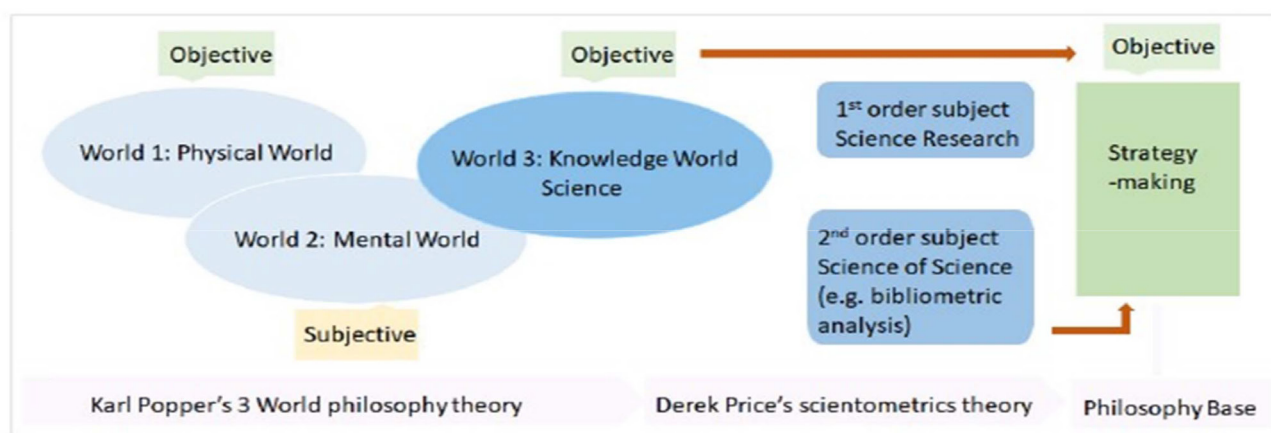 Objective
Objective
Objective
World 1: Physical World
World 2: Mental World
Subjective
World 3: Knowledge World
Science
1st order subject
Science Research
2nd order subject
Science of Science
(e.g. bibliometric
analysis)
Strategy
-making
Karl Popper's 3 World philosophy theory
Derek Price's scientometrics theory
Philosophy Base